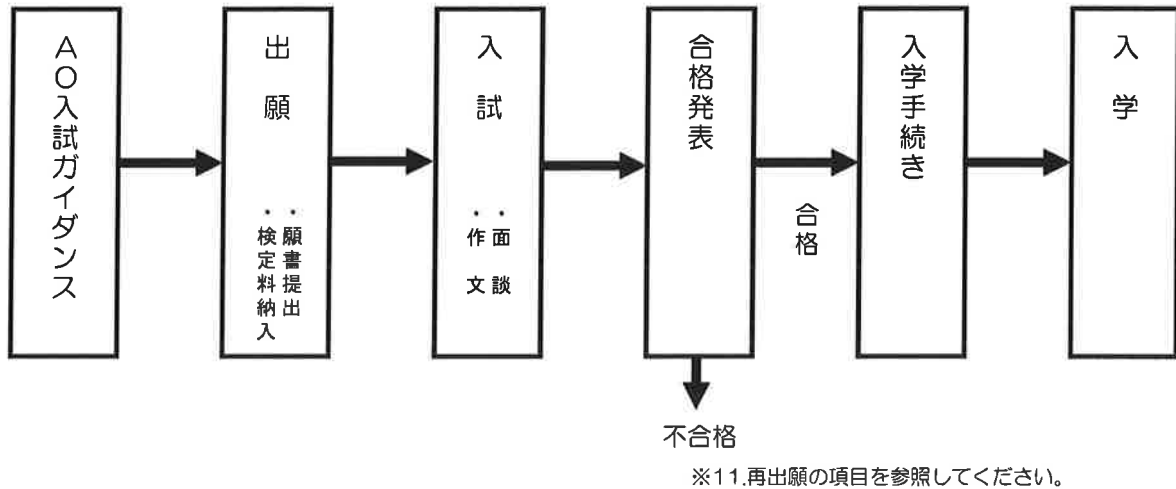 AO入試ガイダンス
出願
・願書提出
・検定料納入
入試
・面談
・作文
合格発表
合格
入学手続き
入学
不合格
※11.再出願の項目を参照してください。